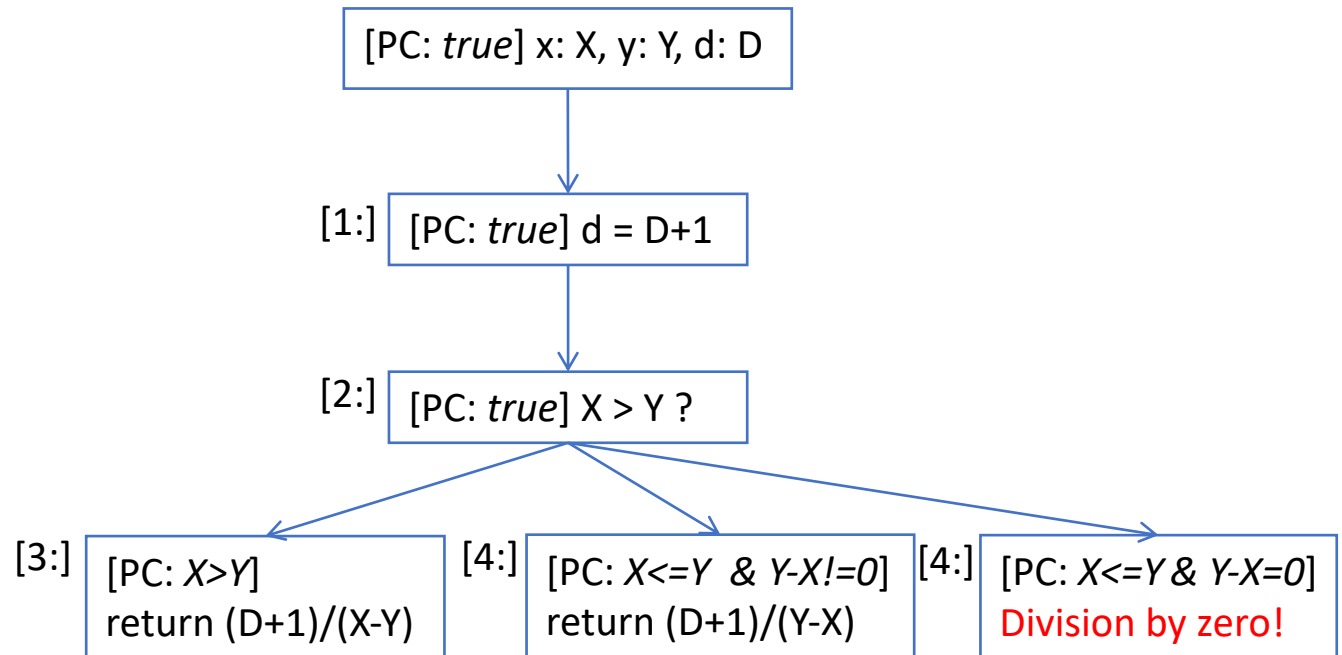 [PC: true] x: X, y: Y, d: D
[1:] [PC: true] d = D+1
[2:] [PC: true] X > Y ?
[3:] [PC: X>Y]
return (D+1)/(X-Y)
[4:] [PC: X<=Y & Y-X!=0]
return (D+1)/(Y-X)
[4:] [PC: X<=Y & Y-X=0]
Division by zero!